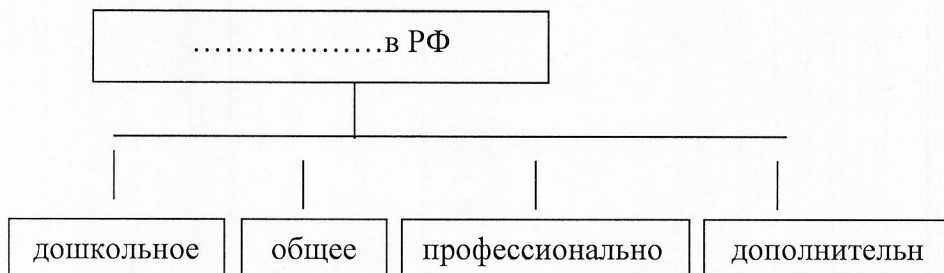 ………………в РФ
дошкольное общее профессионально дополнительн